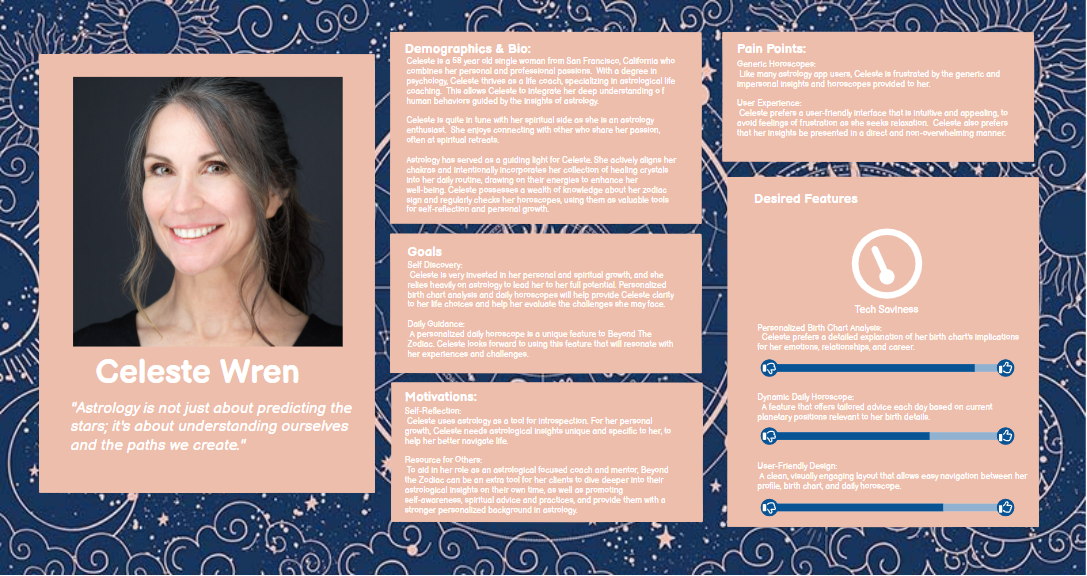 Celeste Wren
"Astrology is not just about predicting the
stars; it's about understanding ourselves
and the paths we create."
Demographics & Bio:
Celeste is a 58 year old single woman from San Francisco, California who
combines her personal and professional passions. With a degree in
psychology, Celeste thrives as a life coach, specializing in astrological life
coaching. This allows Celeste to integrate her deep understanding of
human behaviors guided by the insights of astrology.
Celeste is quite in tune with her spiritual side as she is an astrology
enthusiast. She enjoys connecting with other who share her passion,
often at spiritual retreats.
Astrology has served as a guiding light for Celeste. She actively aligns her
chakras and intentionally incorporates her collection of healing crystals
into her daily routine, drawing on their energies to enhance her
well-being. Celeste possesses a wealth of knowledge about her zodiac
sign and regularly checks her horoscopes, using them as valuable tools
for self-reflection and personal growth.
Goals
Self Discovery:
Celeste is very invested in her personal and spiritual growth, and she
relies heavily on astrology to lead her to her full potential. Personalized
birth chart analysis and daily horoscopes will help provide Celeste clarity
to her life choices and help her evaluate the challenges she may face.
Daily Guidance:
A personalized daily horoscope is a unique feature to Beyond The
Zodiac. Celeste looks forward to using this feature that will resonate with
her experiences and challenges.
Motivations:
Self-Reflection:
Celeste uses astrology as a tool for introspection. For her personal
growth, Celeste needs astrological insights unique and specific to her, to
help her better navigate life.
Resource for Others:
To aid in her role as an astrological focused coach and mentor, Beyond
the Zodiac can be an extra tool for her clients to dive deeper into their
astrological insights on their own time, as well as promoting
self-awareness, spiritual advice and practices, and provide them with a
stronger personalized background in astrology.
Pain Points:
Generic Horoscopes:
Like many astrology app users, Celeste is frustrated by the generic and
impersonal insights and horoscopes provided to her.
User Experience:
Celeste prefers a user-friendly interface that is intuitive and appealing, to
avoid feelings of frustration as she seeks relaxation. Celeste also prefers
that her insights be presented in a direct and non-overwhelming manner.
Desired Features
Tech Saviness
Personalized Birth Chart Analysis:
Celeste prefers a detailed explanation of her birth chart's implications
for her emotions, relationships, and career.
Dynamic Daily Horoscope:
A feature that offers tailored advice each day based on current
planetary positions relevant to her birth details.
User-Friendly Design:
A clean, visually engaging layout that allows easy navigation between her
profile, birth chart, and daily horoscope.